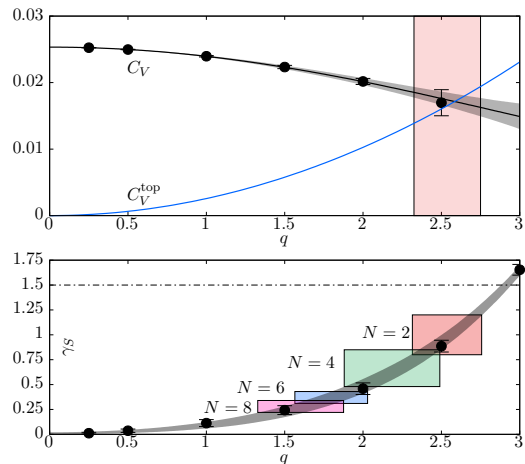 0.03
0.02
0.01
0
C_V
C_V^top
0 0.5 1 1.5 2 2.5 3
q
1.75
1.5
1.25
1
0.75
0.5
0.25
0
γ_S
N = 2
N = 4
N = 6
N = 8
0 0.5 1 1.5 2 2.5 3
q